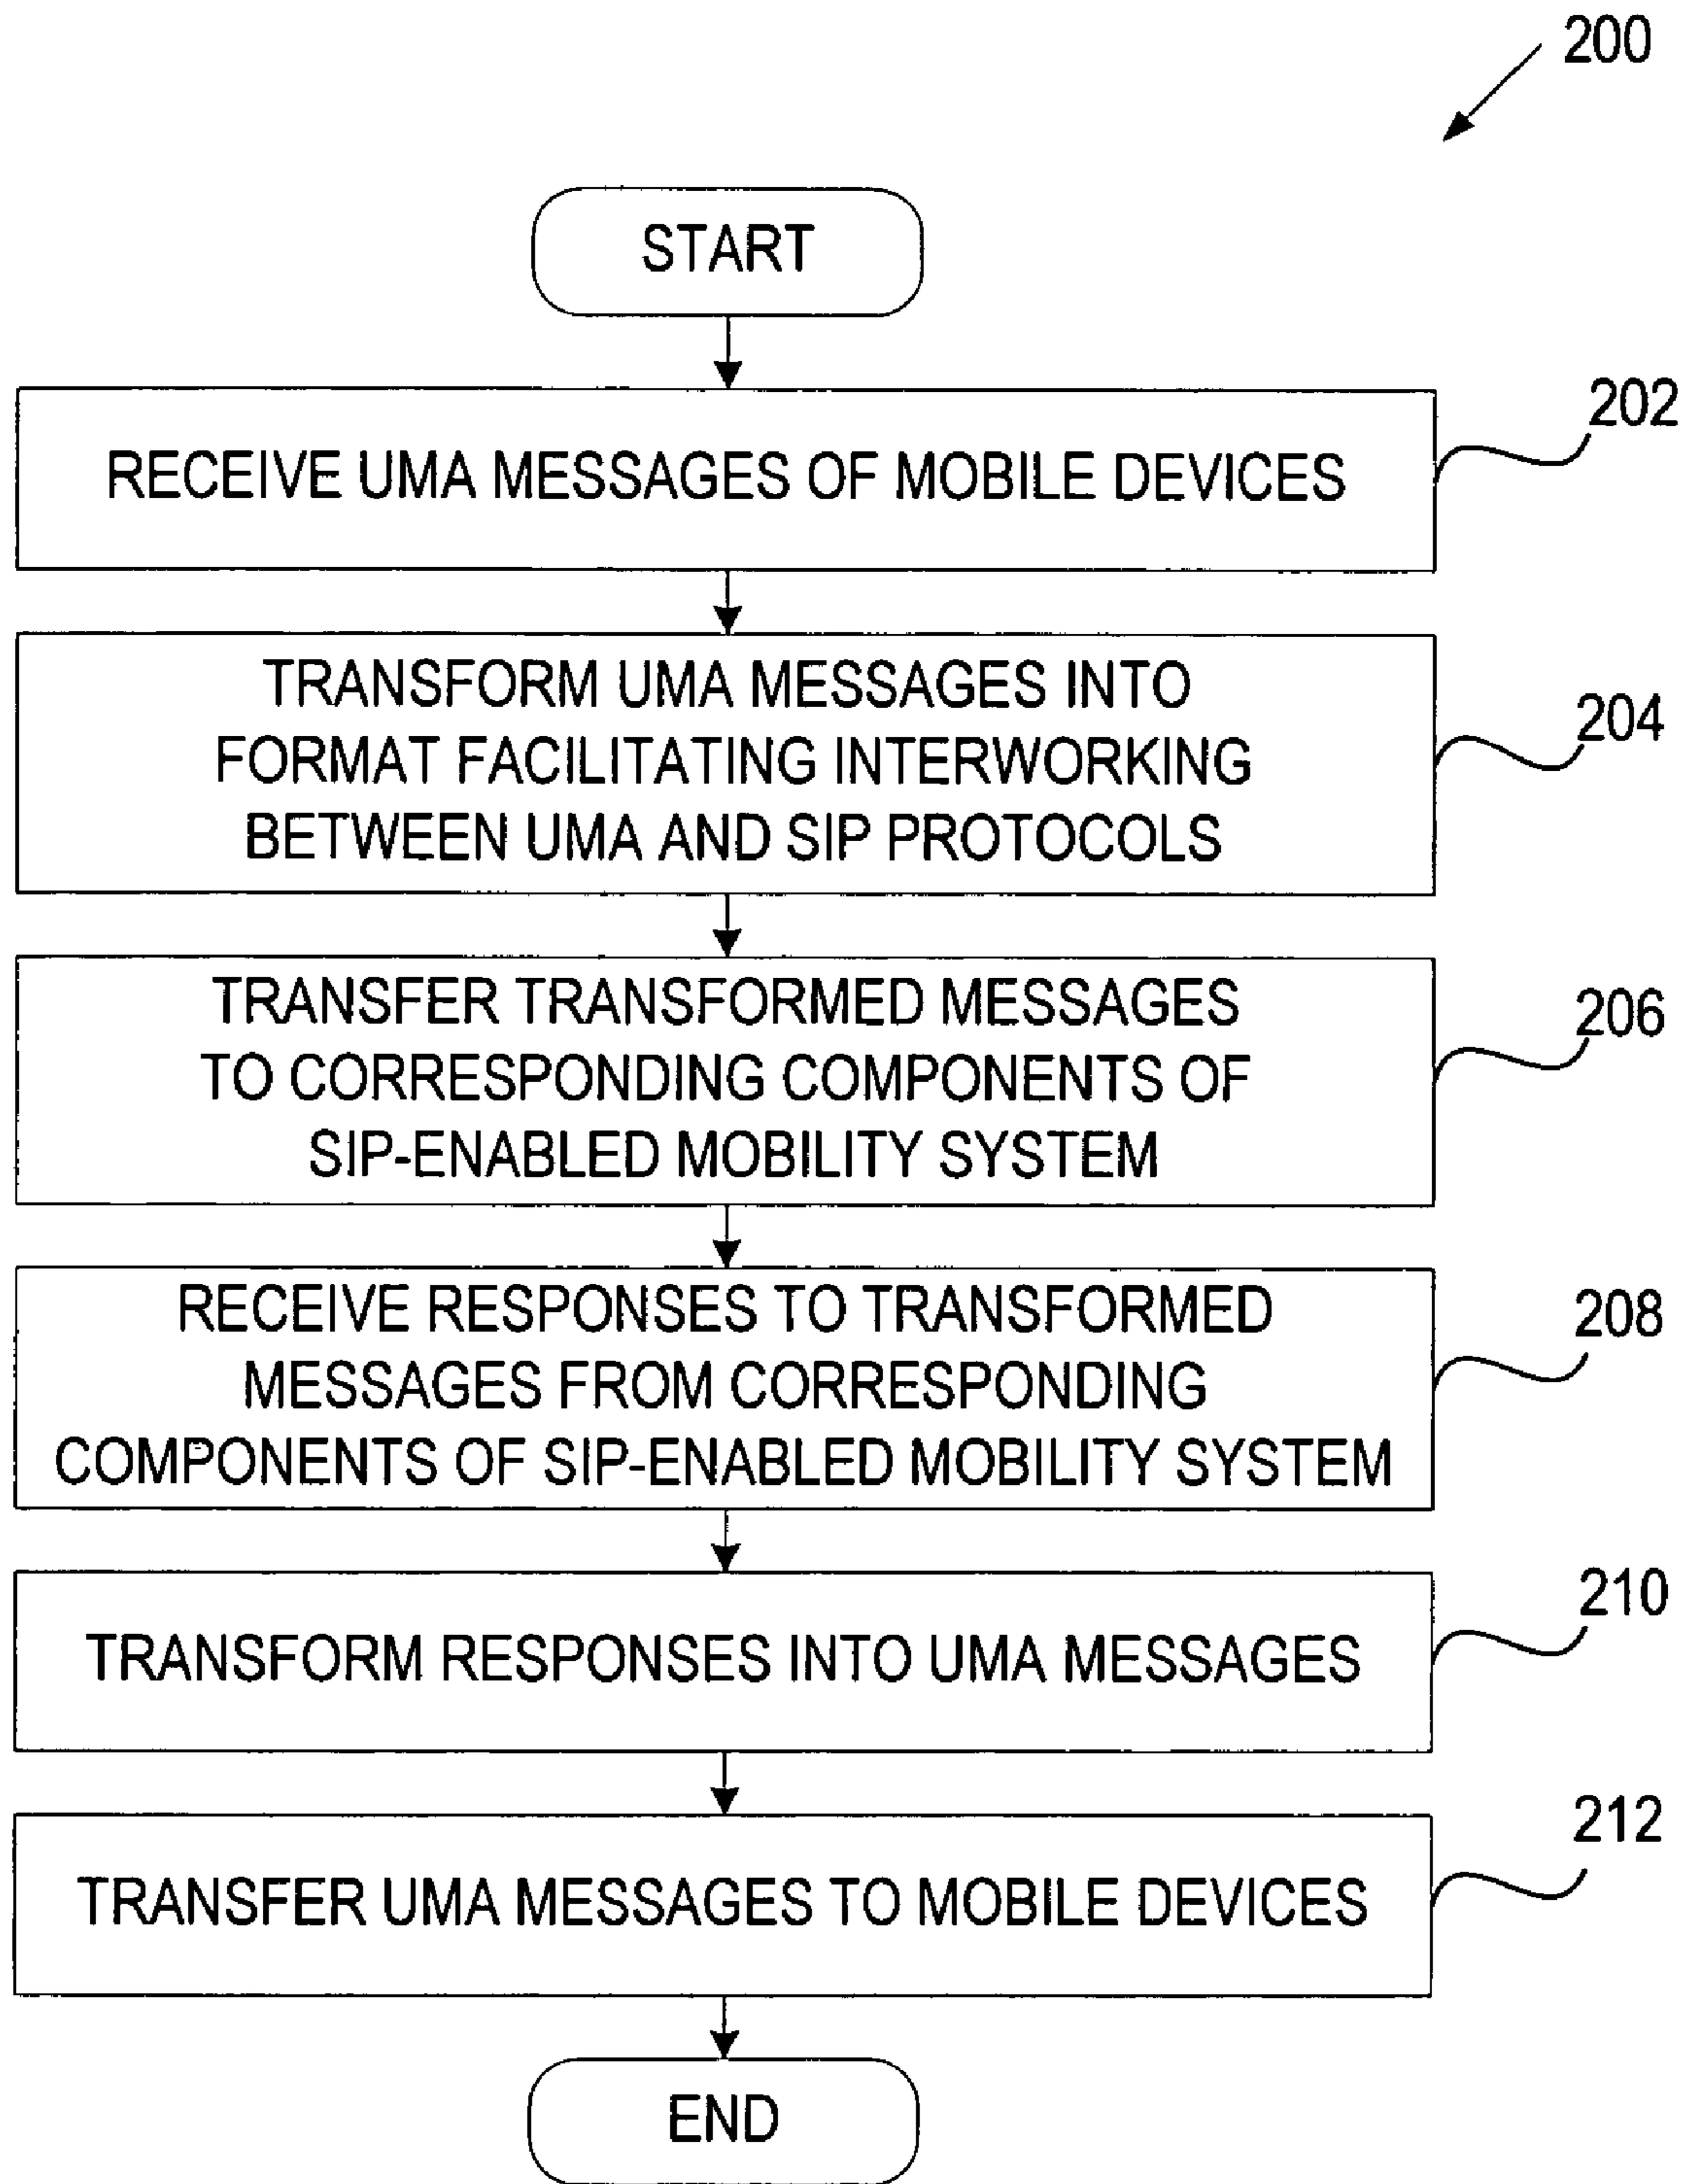 200
START
RECEIVE UMA MESSAGES OF MOBILE DEVICES
202
TRANSFORM UMA MESSAGES INTO
FORMAT FACILITATING INTERWORKING
BETWEEN UMA AND SIP PROTOCOLS
204
TRANSFER TRANSFORMED MESSAGES
TO CORRESPONDING COMPONENTS OF
SIP-ENABLED MOBILITY SYSTEM
206
RECEIVE RESPONSES TO TRANSFORMED
MESSAGES FROM CORRESPONDING
COMPONENTS OF SIP-ENABLED MOBILITY SYSTEM
208
TRANSFORM RESPONSES INTO UMA MESSAGES
210
TRANSFER UMA MESSAGES TO MOBILE DEVICES
212
END